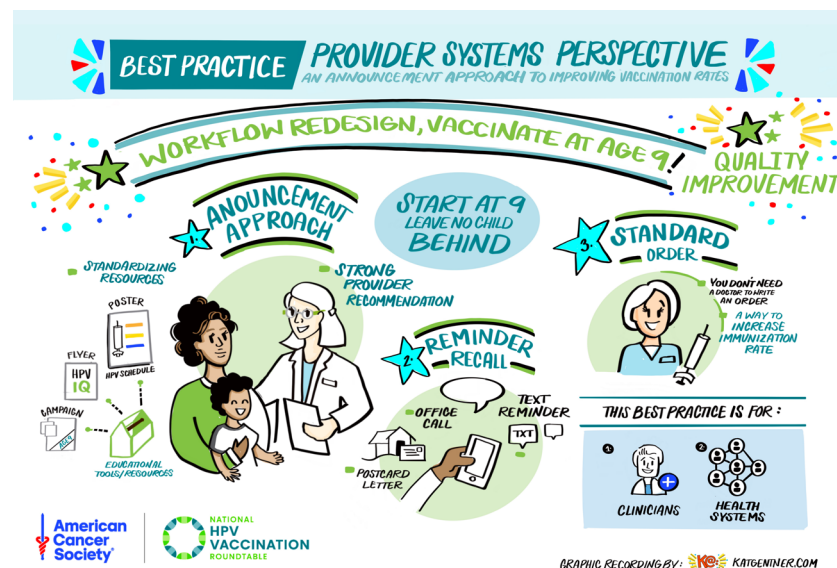 BEST PRACTICE
PROVIDER SYSTEMS PERSPECTIVE
AN ANNOUNCEMENT APPROACH TO IMPROVING VACCINATION RATES
WORKFLOW REDESIGN, VACCINATE AT AGE 9!
QUALITY
IMPROVEMENT
1.
ANOUNCEMENT
APPROACH
START AT 9
LEAVE NO CHILD
BEHIND
3.
STANDARD
ORDER
STANDARDIZING
RESOURCES
STRONG
PROVIDER
RECOMMENDATION
POSTER
HPV SCHEDULE
FLYER
HPV
IQ
CAMPAIGN
AGE 9
EDUCATIONAL
TOOLS/RESOURCES
2.
REMINDER
RECALL
OFFICE
CALL
TEXT
REMINDER
TXT
POSTCARD
LETTER
YOU DON'T NEED
A DOCTOR TO WRITE
AN ORDER
A WAY TO
INCREASE
IMMUNIZATION
RATE
THIS BEST PRACTICE IS FOR:
1
CLINICIANS
2
HEALTH
SYSTEMS
American
Cancer
Society®
NATIONAL
HPV
VACCINATION
ROUNDTABLE
GRAPHIC RECORDING BY: K@ KATGENTNER.COM